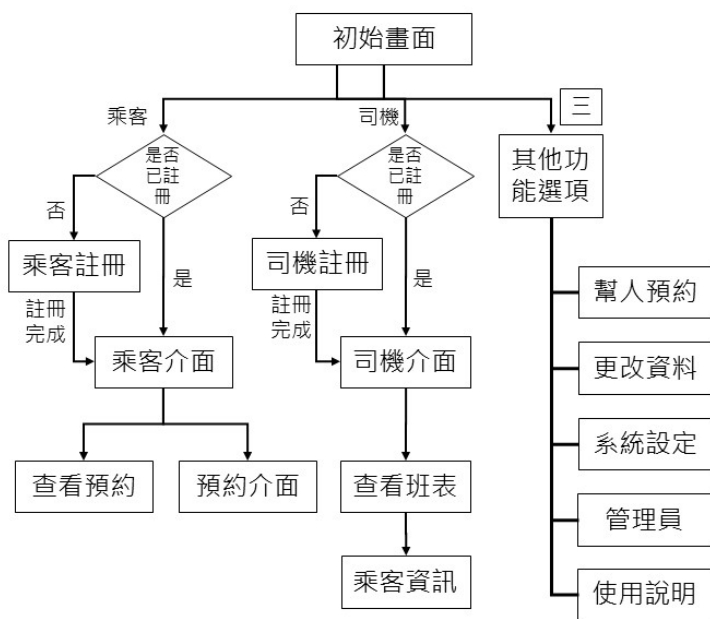 初始畫面
乘客
司機
三
是否
已註
冊
是否
已註
冊
其他功
能選項
否
否
乘客註冊
司機註冊
是
是
註冊
完成
註冊
完成
乘客介面
司機介面
幫人預約
更改資料
系統設定
管理員
使用說明
查看預約
預約介面
查看班表
乘客資訊